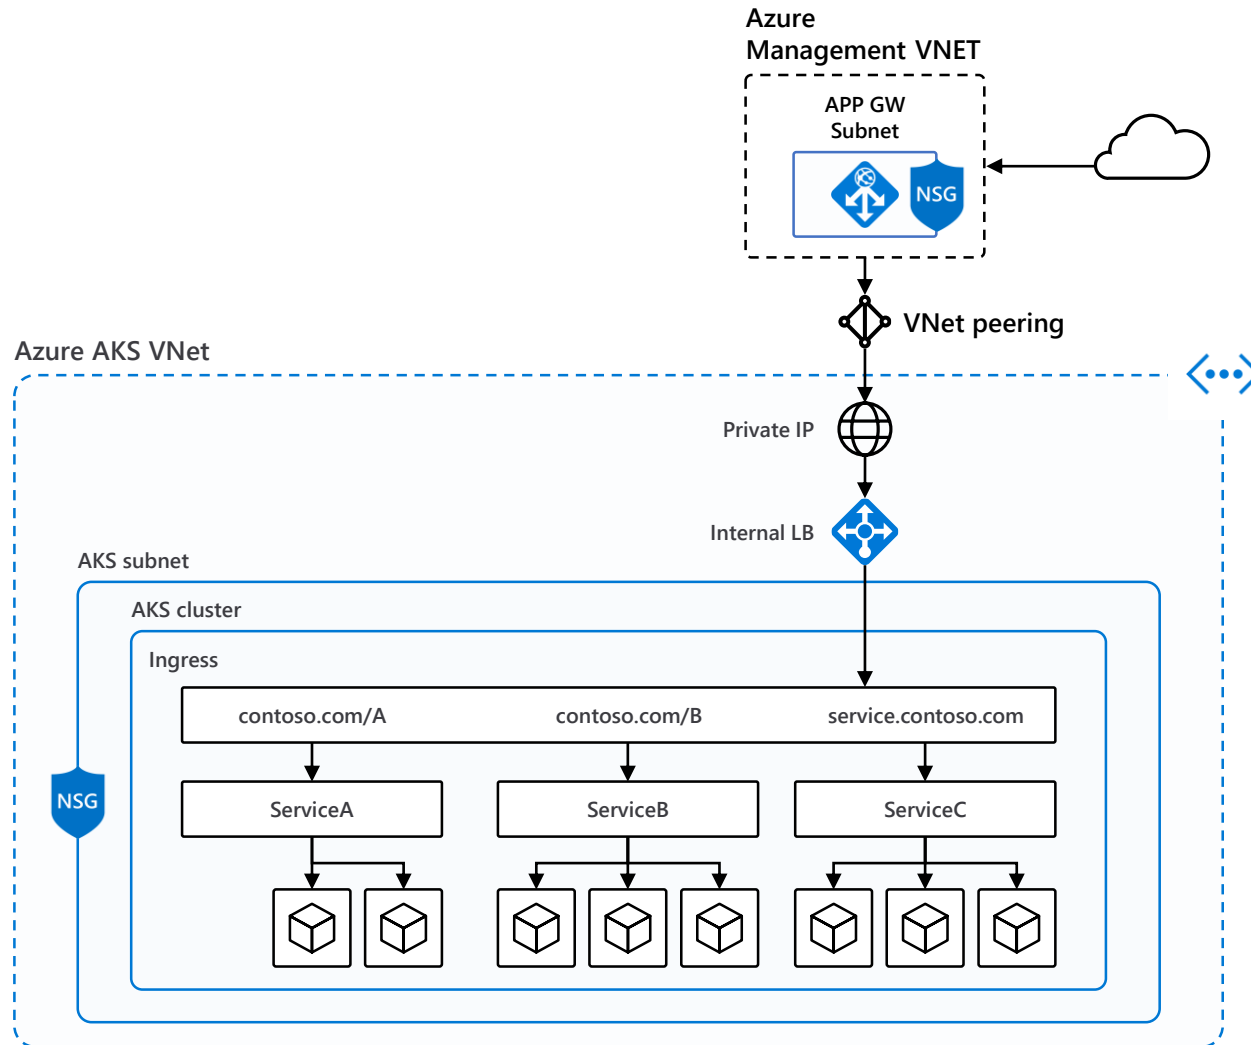 Azure
Management VNET
APP GW
Subnet
NSG
VNet peering
Azure AKS VNet
Private IP
Internal LB
AKS subnet
AKS cluster
Ingress
contoso.com/A
contoso.com/B
service.contoso.com
NSG
ServiceA
ServiceB
ServiceC